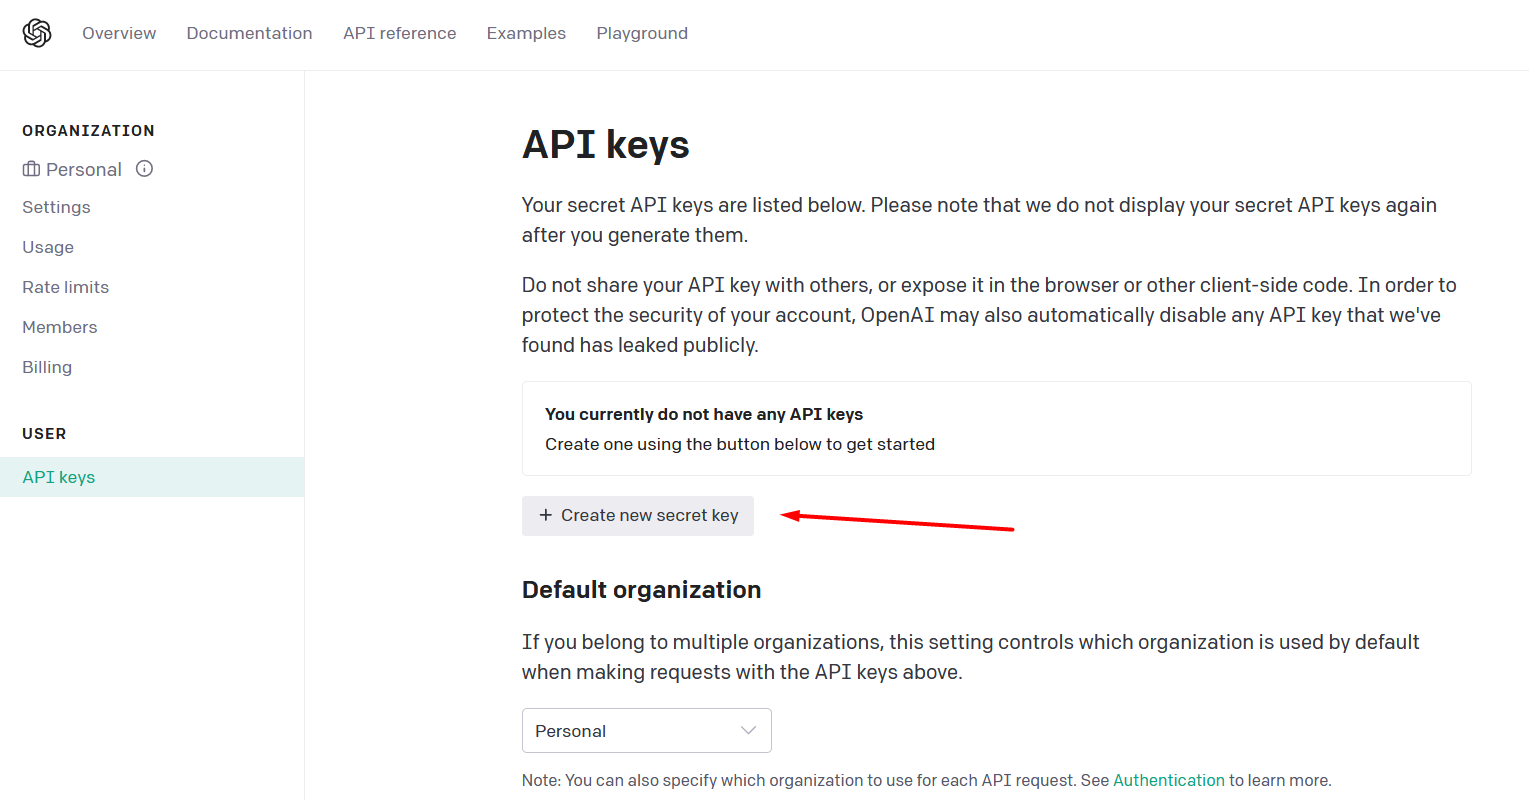 Overview Documentation API reference Examples Playground
ORGANIZATION
Personal
Settings
Usage
Rate limits
Members
Billing
USER
API keys
API keys
Your secret API keys are listed below. Please note that we do not display your secret API keys again
after you generate them.
Do not share your API key with others, or expose it in the browser or other client-side code. In order to
protect the security of your account, OpenAI may also automatically disable any API key that we've
found has leaked publicly.
You currently do not have any API keys
Create one using the button below to get started
+ Create new secret key
Default organization
If you belong to multiple organizations, this setting controls which organization is used by default
when making requests with the API keys above.
Personal
Note: You can also specify which organization to use for each API request. See Authentication to learn more.